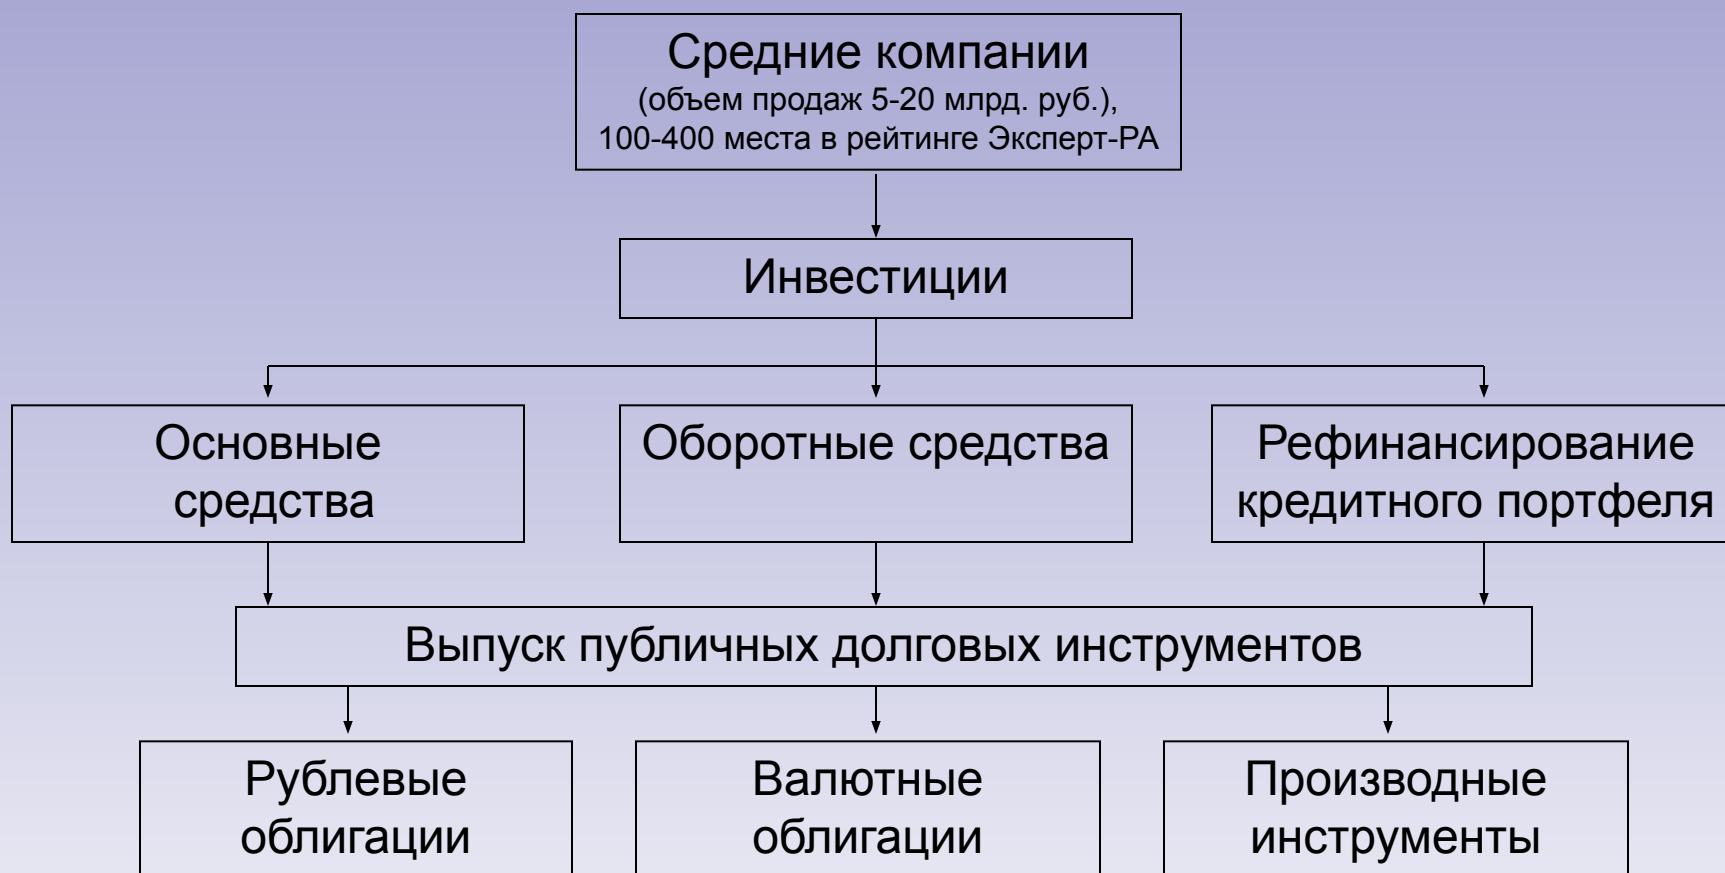 Средние компании
(объем продаж 5-20 млрд. руб.),
100-400 места в рейтинге Эксперт-РА
Инвестиции
Основные
средства
Оборотные средства
Рефинансирование
кредитного портфеля
Выпуск публичных долговых инструментов
Рублевые
облигации
Валютные
облигации
Производные
инструменты